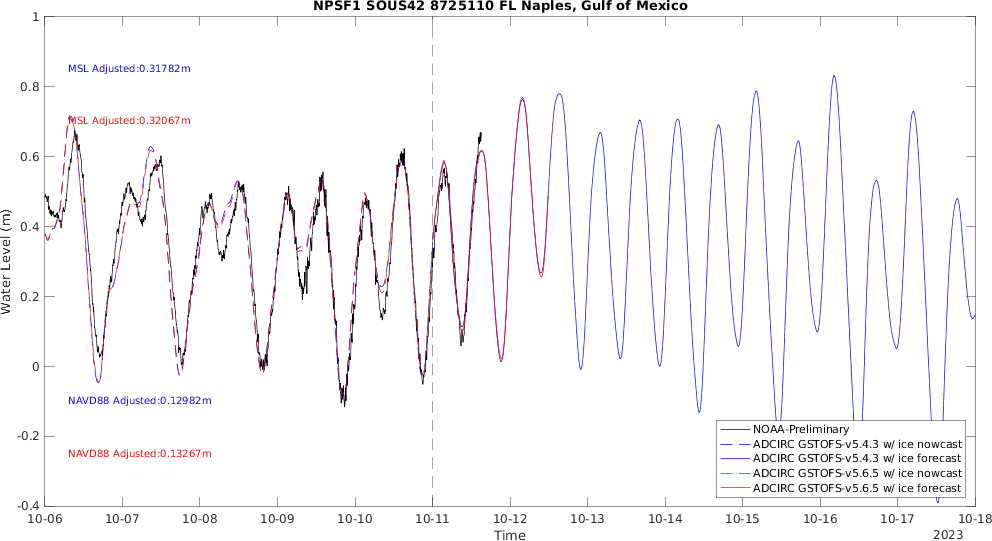 NPSF1 SOUS42 8725110 FL Naples, Gulf of Mexico
1
0.8
0.6
0.4
0.2
0
-0.2
-0.4
Water Level (m)
MSL Adjusted:0.31782m
MSL Adjusted:0.32067m
NAVD88 Adjusted:0.12982m
NAVD88 Adjusted:0.13267m
NOAA-Preliminary
ADCIRC GSTOFS-v5.4.3 w/ ice nowcast
ADCIRC GSTOFS-v5.4.3 w/ ice forecast
ADCIRC GSTOFS-v5.6.5 w/ ice nowcast
ADCIRC GSTOFS-v5.6.5 w/ ice forecast
10-06 10-07 10-08 10-09 10-10 10-11 10-12 10-13 10-14 10-15 10-16 10-17 10-18
Time
2023